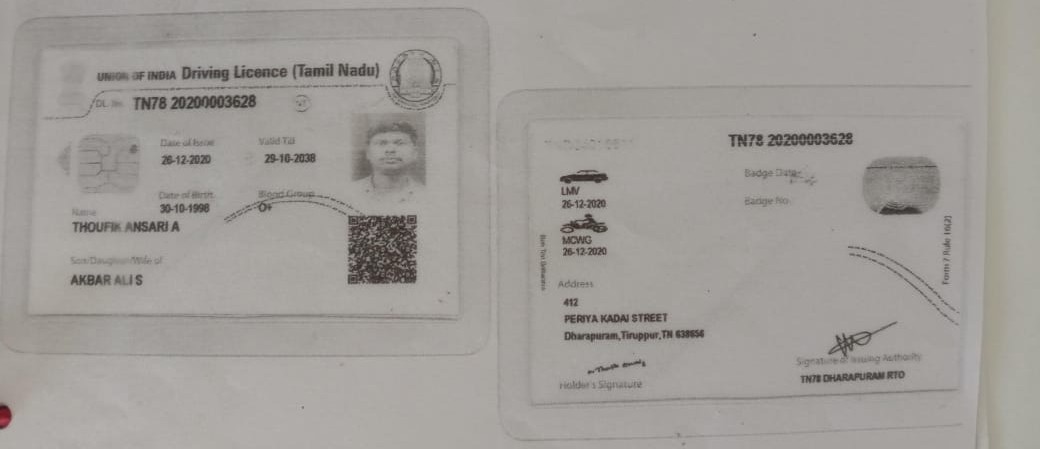 UNION OF INDIA Driving Licence (Tamil Nadu)
DL No. TN78 20200003628
Date of Issue Valid Till
26-12-2020 29-10-2038
Date of Birth Blood Group
30-10-1998 O+
Name
THOUFIK ANSARI A
Son/Daughter/Wife of
AKBAR ALI S
TN78 20200003628
LMV
26-12-2020
MCWG
26-12-2020
Badge Date
Badge No
Address
412
PERIYA KADAI STREET
Dharapuram,Tiruppur,TN 638656
Holder's Signature
Signature of Issuing Authority
TN78 DHARAPURAM RTO
Form 7 Rule 16(2)